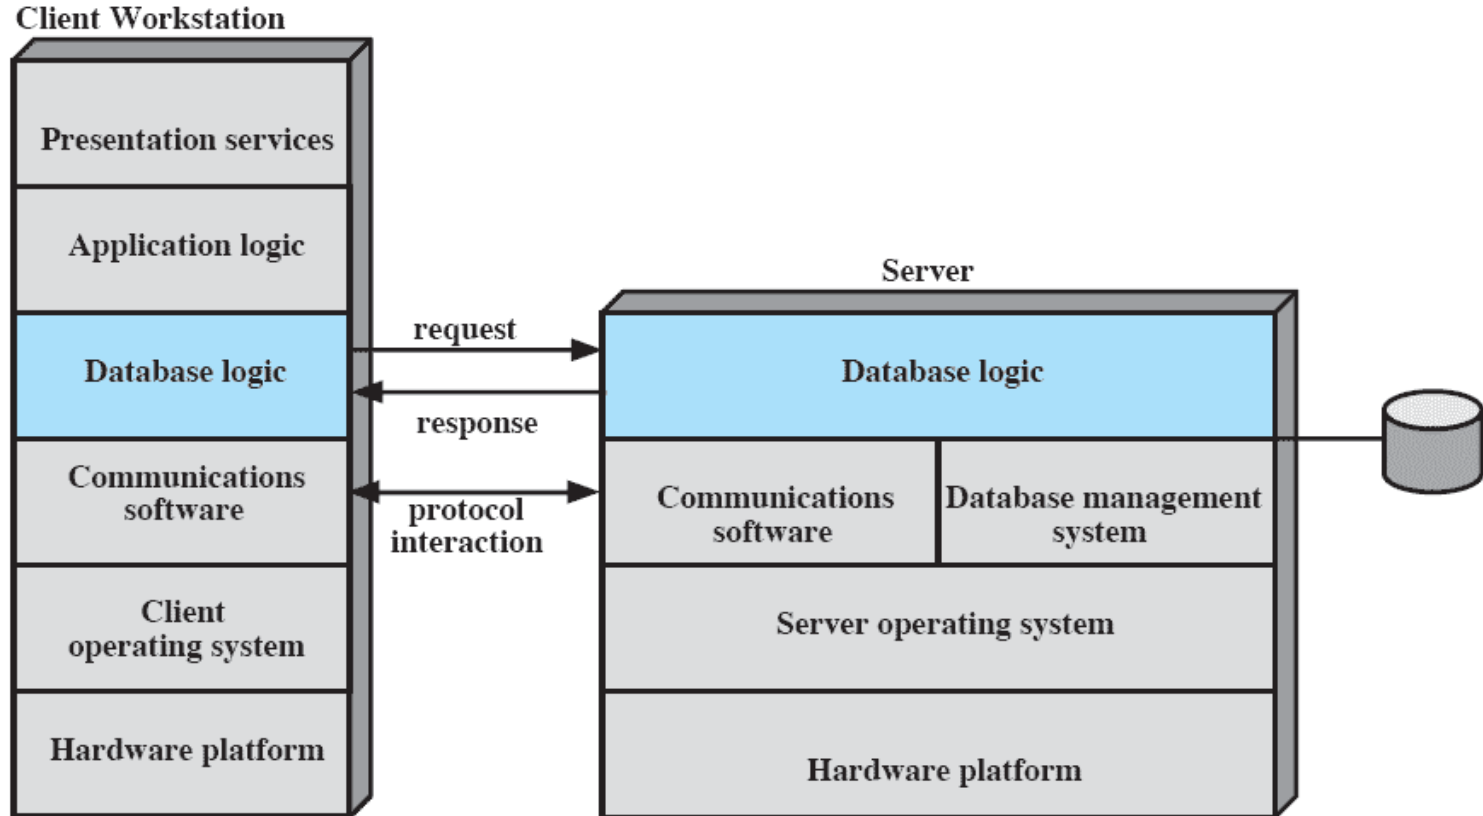 Client Workstation
Presentation services
Application logic
Database logic
Communications
software
Client
operating system
Hardware platform
request
response
protocol
interaction
Server
Database logic
Communications
software
Database management
system
Server operating system
Hardware platform